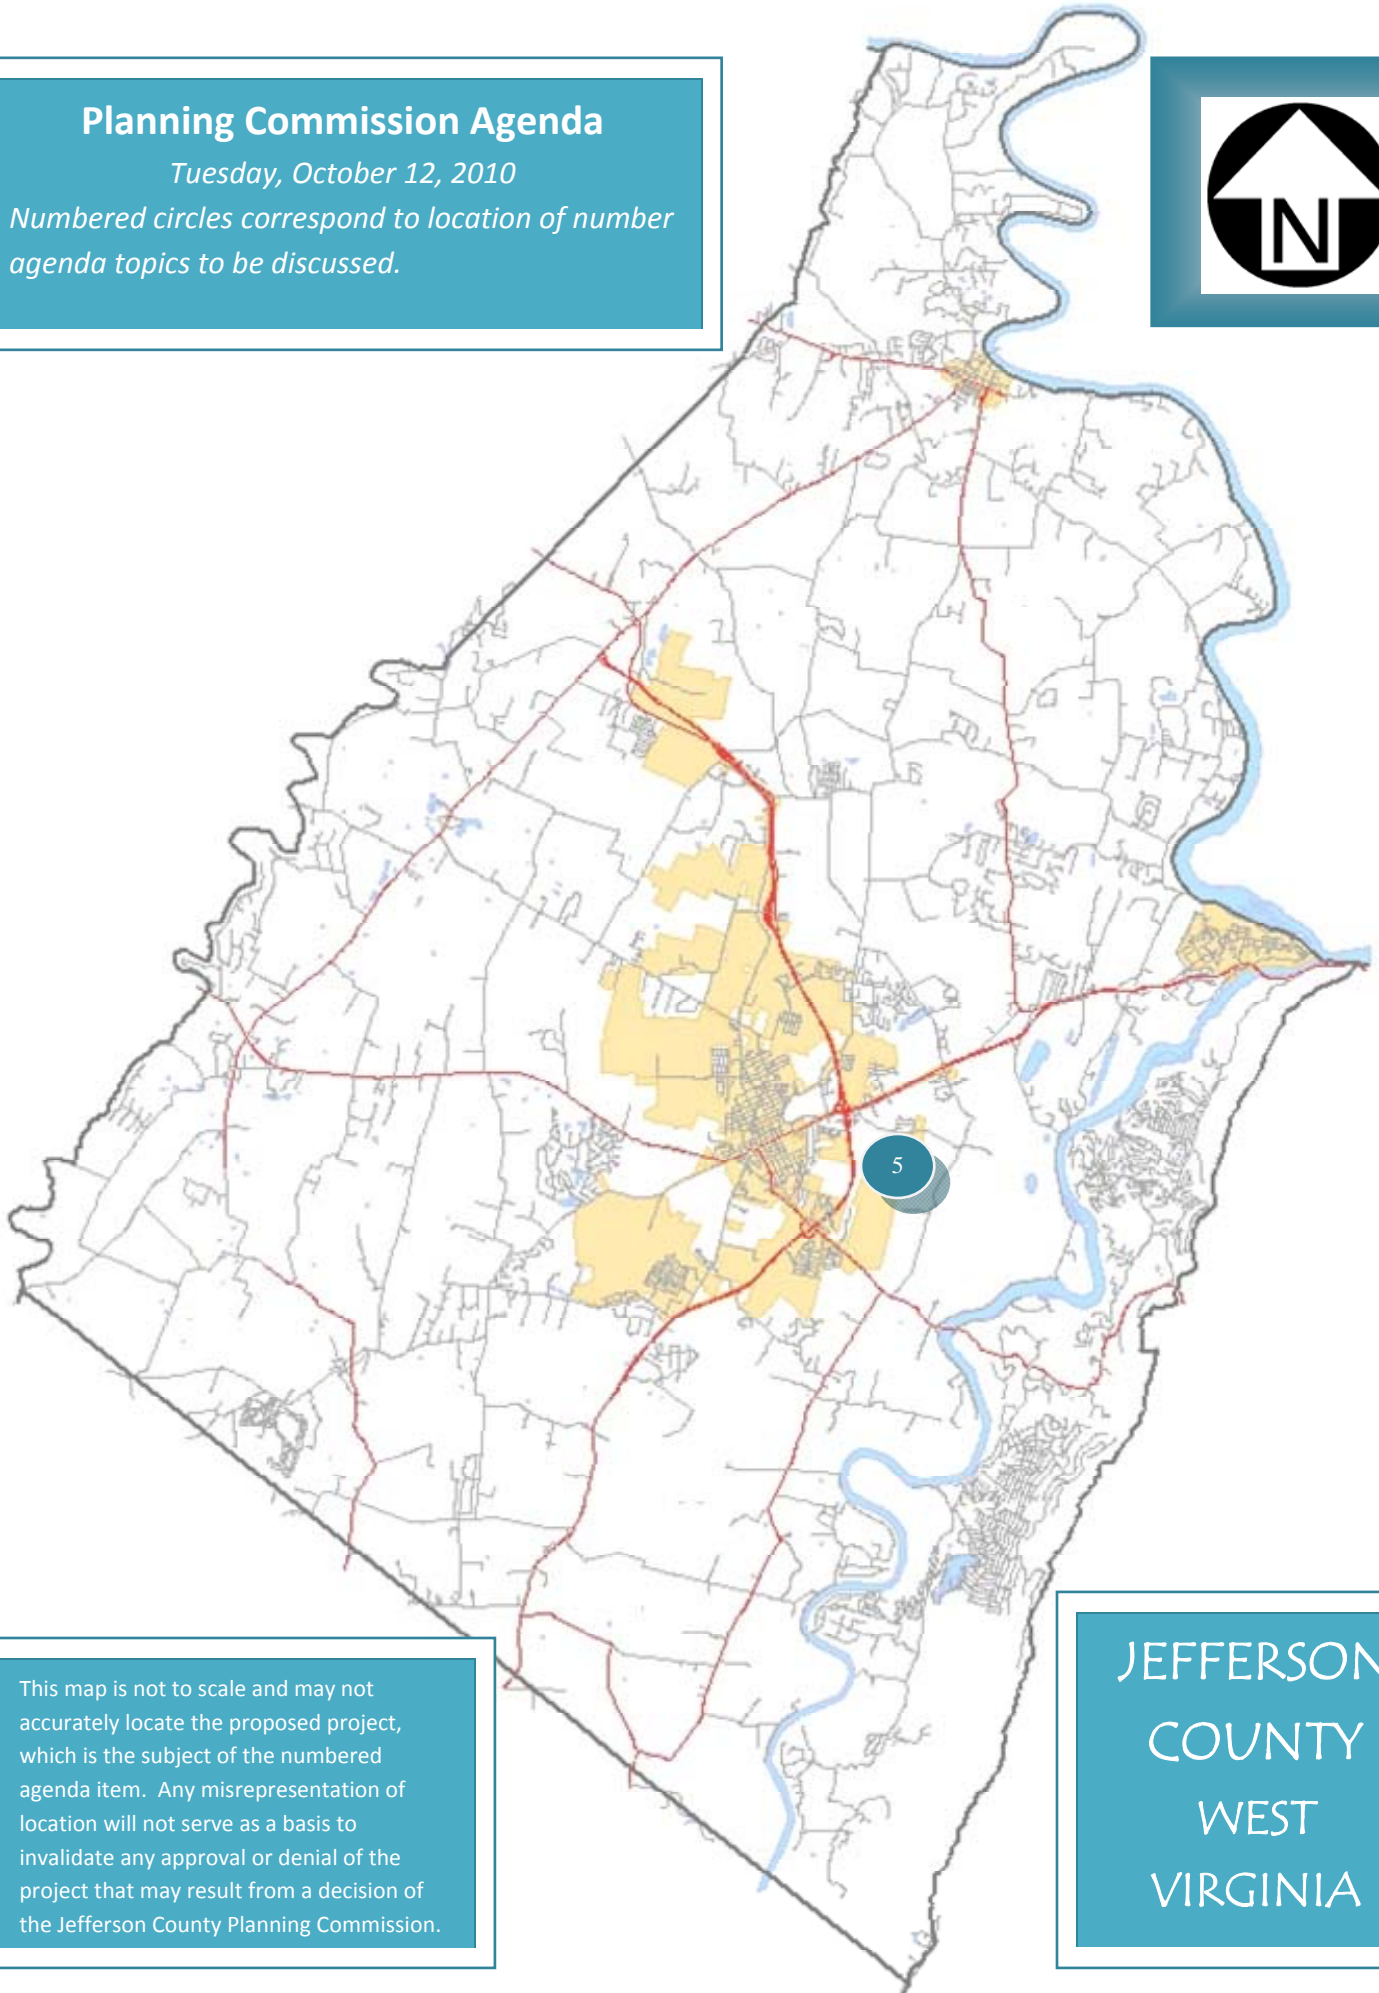 Planning Commission Agenda
Tuesday, October 12, 2010
Numbered circles correspond to location of number
agenda topics to be discussed.
N
5
This map is not to scale and may not
accurately locate the proposed project,
which is the subject of the numbered
agenda item.  Any misrepresentation of
location will not serve as a basis to
invalidate any approval or denial of the
project that may result from a decision of
the Jefferson County Planning Commission.
JEFFERSON
COUNTY
WEST
VIRGINIA